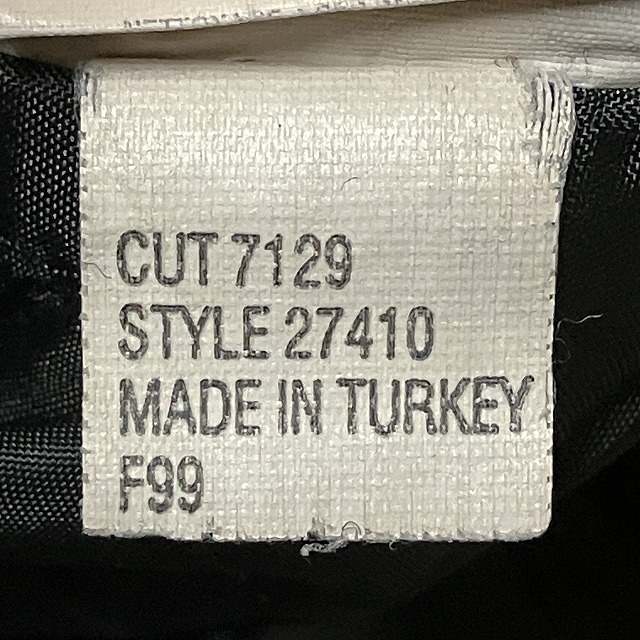 CUT 7129
STYLE 27410
MADE IN TURKEY
F99